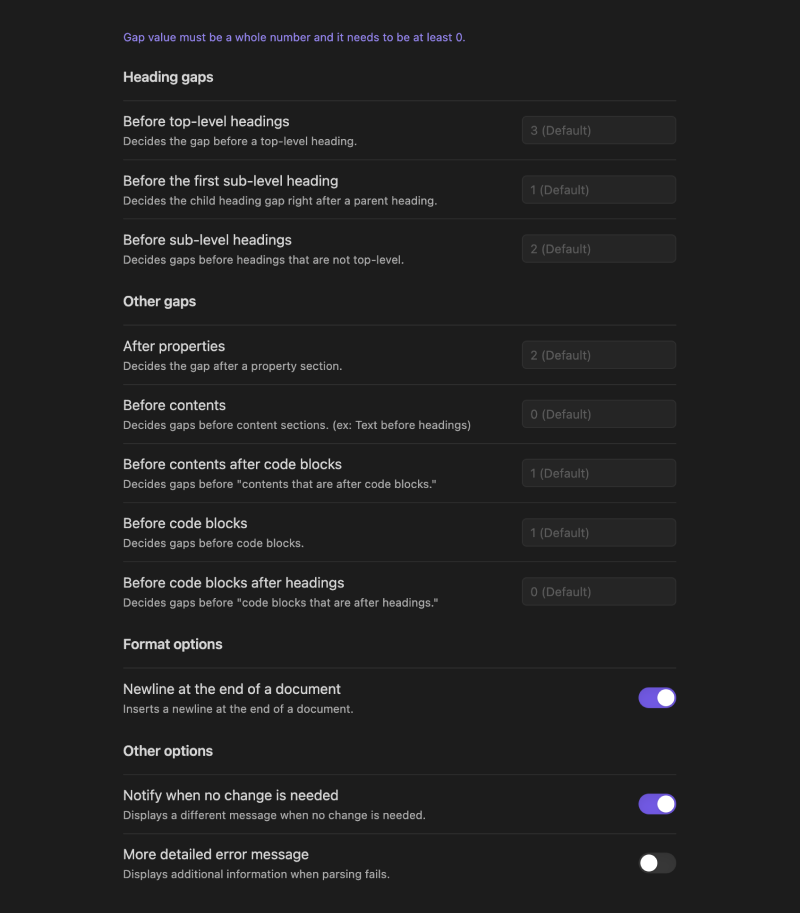 Gap value must be a whole number and it needs to be at least 0.
Heading gaps
Before top-level headings
Decides the gap before a top-level heading.
3 (Default)
Before the first sub-level heading
Decides the child heading gap right after a parent heading.
1 (Default)
Before sub-level headings
Decides gaps before headings that are not top-level.
2 (Default)
Other gaps
After properties
Decides the gap after a property section.
2 (Default)
Before contents
Decides gaps before content sections. (ex: Text before headings)
0 (Default)
Before contents after code blocks
Decides gaps before "contents that are after code blocks."
1 (Default)
Before code blocks
Decides gaps before code blocks.
1 (Default)
Before code blocks after headings
Decides gaps before "code blocks that are after headings."
0 (Default)
Format options
Newline at the end of a document
Inserts a newline at the end of a document.
Other options
Notify when no change is needed
Displays a different message when no change is needed.
More detailed error message
Displays additional information when parsing fails.